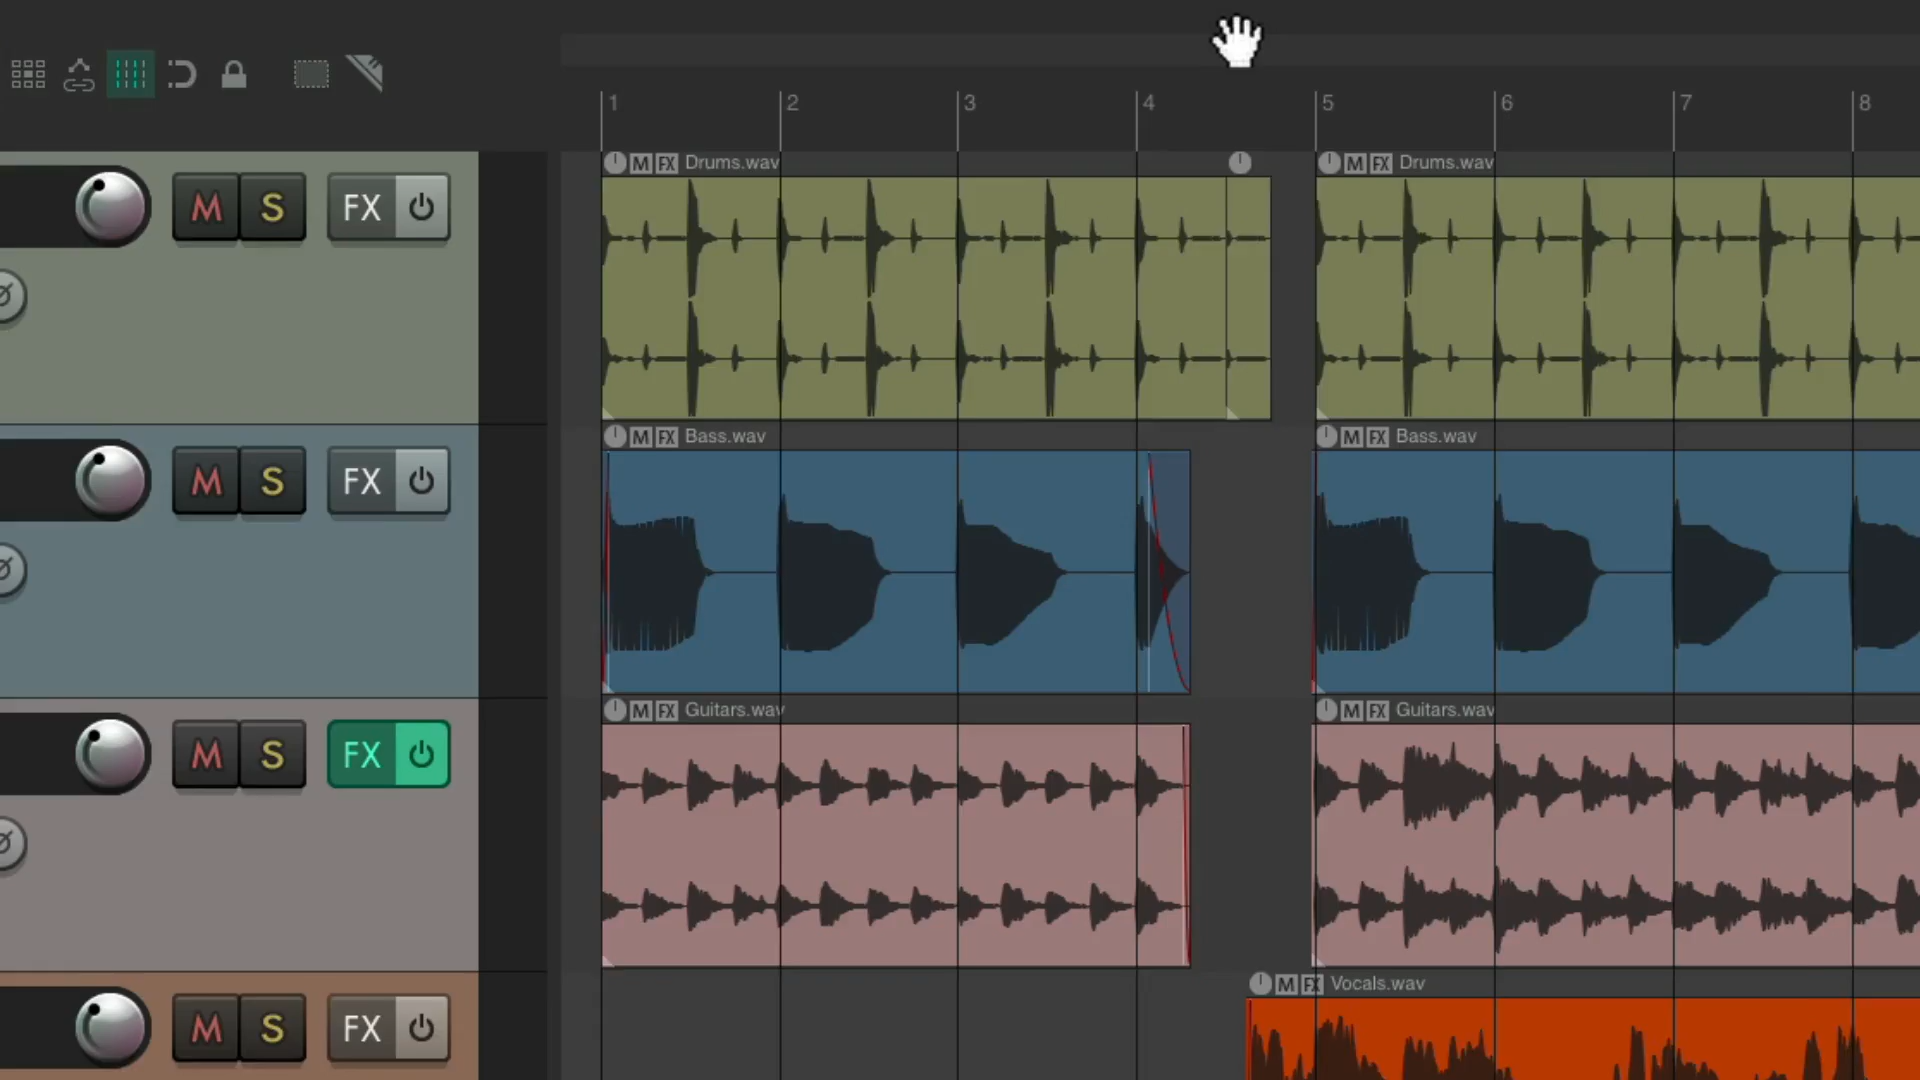 1 2 3 4 5 6 7 8
M FX Drums.wav M FX Drums.wav
M S FX
M FX Bass.wav M FX Bass.wav
M S FX
M FX Guitars.wav M FX Guitars.wav
M S FX
M FX Vocals.wav
M S FX